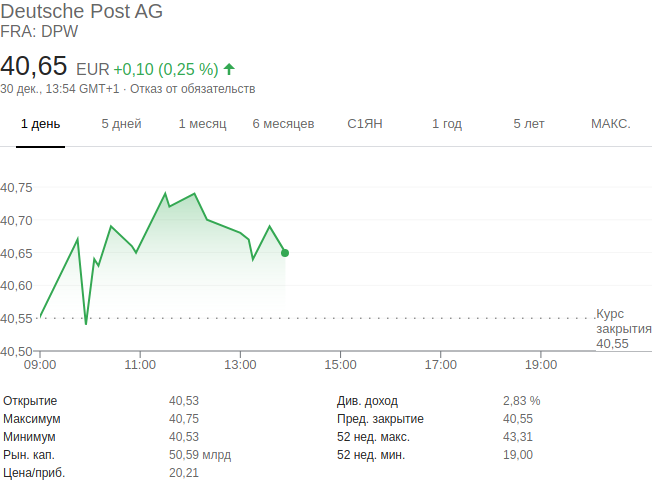 Deutsche Post AG
FRA: DPW
40,65 EUR +0,10 (0,25 %)
30 дек., 13:54 GMT+1 · Отказ от обязательств
1 день 5 дней 1 месяц 6 месяцев С1ЯН 1 год 5 лет МАКС.
40,75
40,70
40,65
40,60
40,55
40,50
Курс
закрытия
40,55
09:00 11:00 13:00 15:00 17:00 19:00
Открытие 40,53 Див. доход 2,83 %
Максимум 40,75 Пред. закрытие 40,55
Минимум 40,53 52 нед. макс. 43,31
Рын. кап. 50,59 млрд 52 нед. мин. 19,00
Цена/приб. 20,21